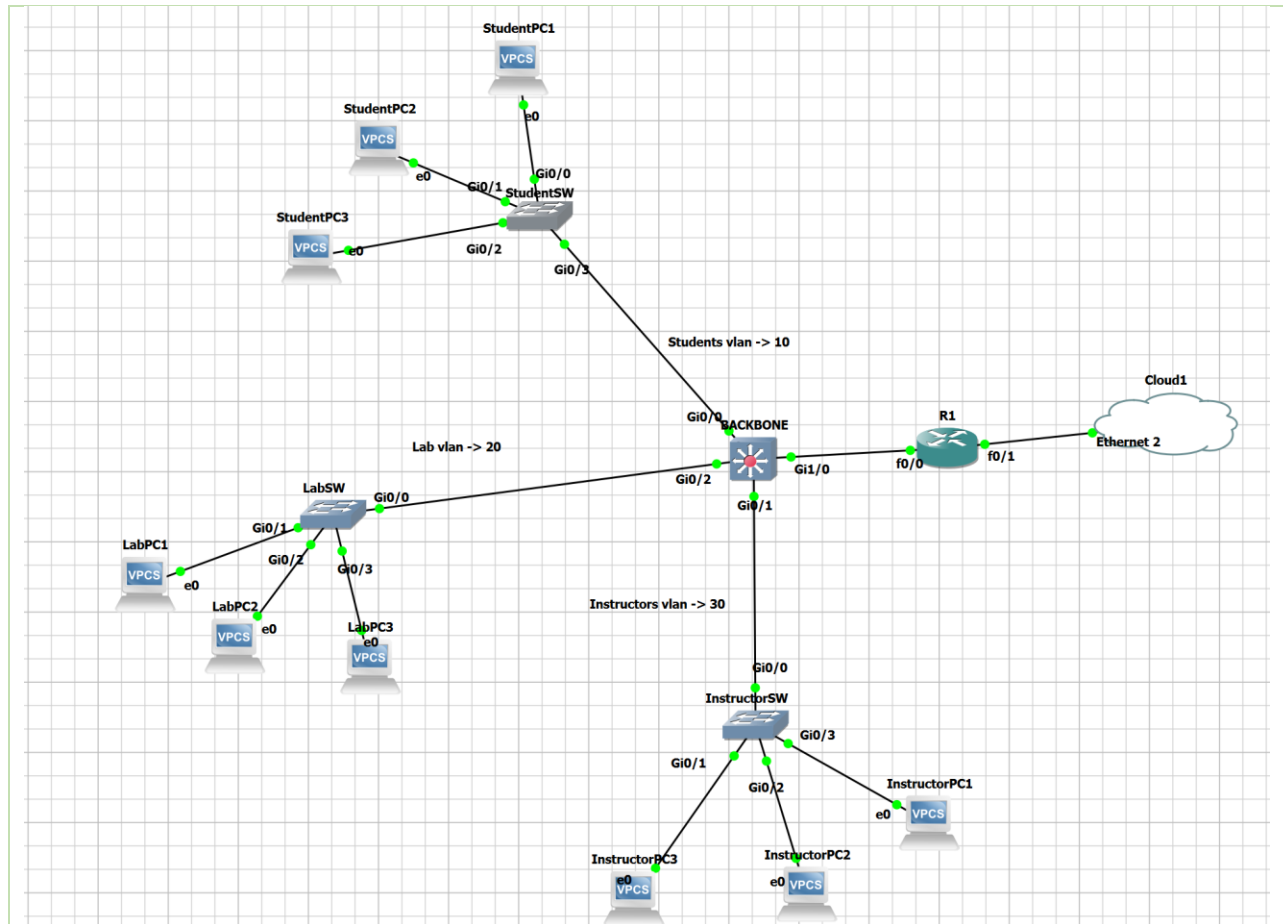 StudentPC1
VPCS
e0
StudentPC2
VPCS
e0
Gi0/0
Gi0/1
StudentSW
StudentPC3
VPCS
e0
Gi0/2
Gi0/3
Students vlan -> 10
Cloud1
Gi0/0
BACKBONE
R1
Lab vlan -> 20
Ethernet 2
Gi0/2
Gi1/0
f0/0
f0/1
LabSW
Gi0/0
Gi0/1
Gi0/1
Gi0/2
Gi0/3
LabPC1
VPCS
e0
LabPC2
VPCS
e0
LabPC3
e0
VPCS
Instructors vlan -> 30
Gi0/0
InstructorSW
Gi0/3
Gi0/1
Gi0/2
InstructorPC1
VPCS
e0
InstructorPC3
e0
VPCS
InstructorPC2
e0
VPCS